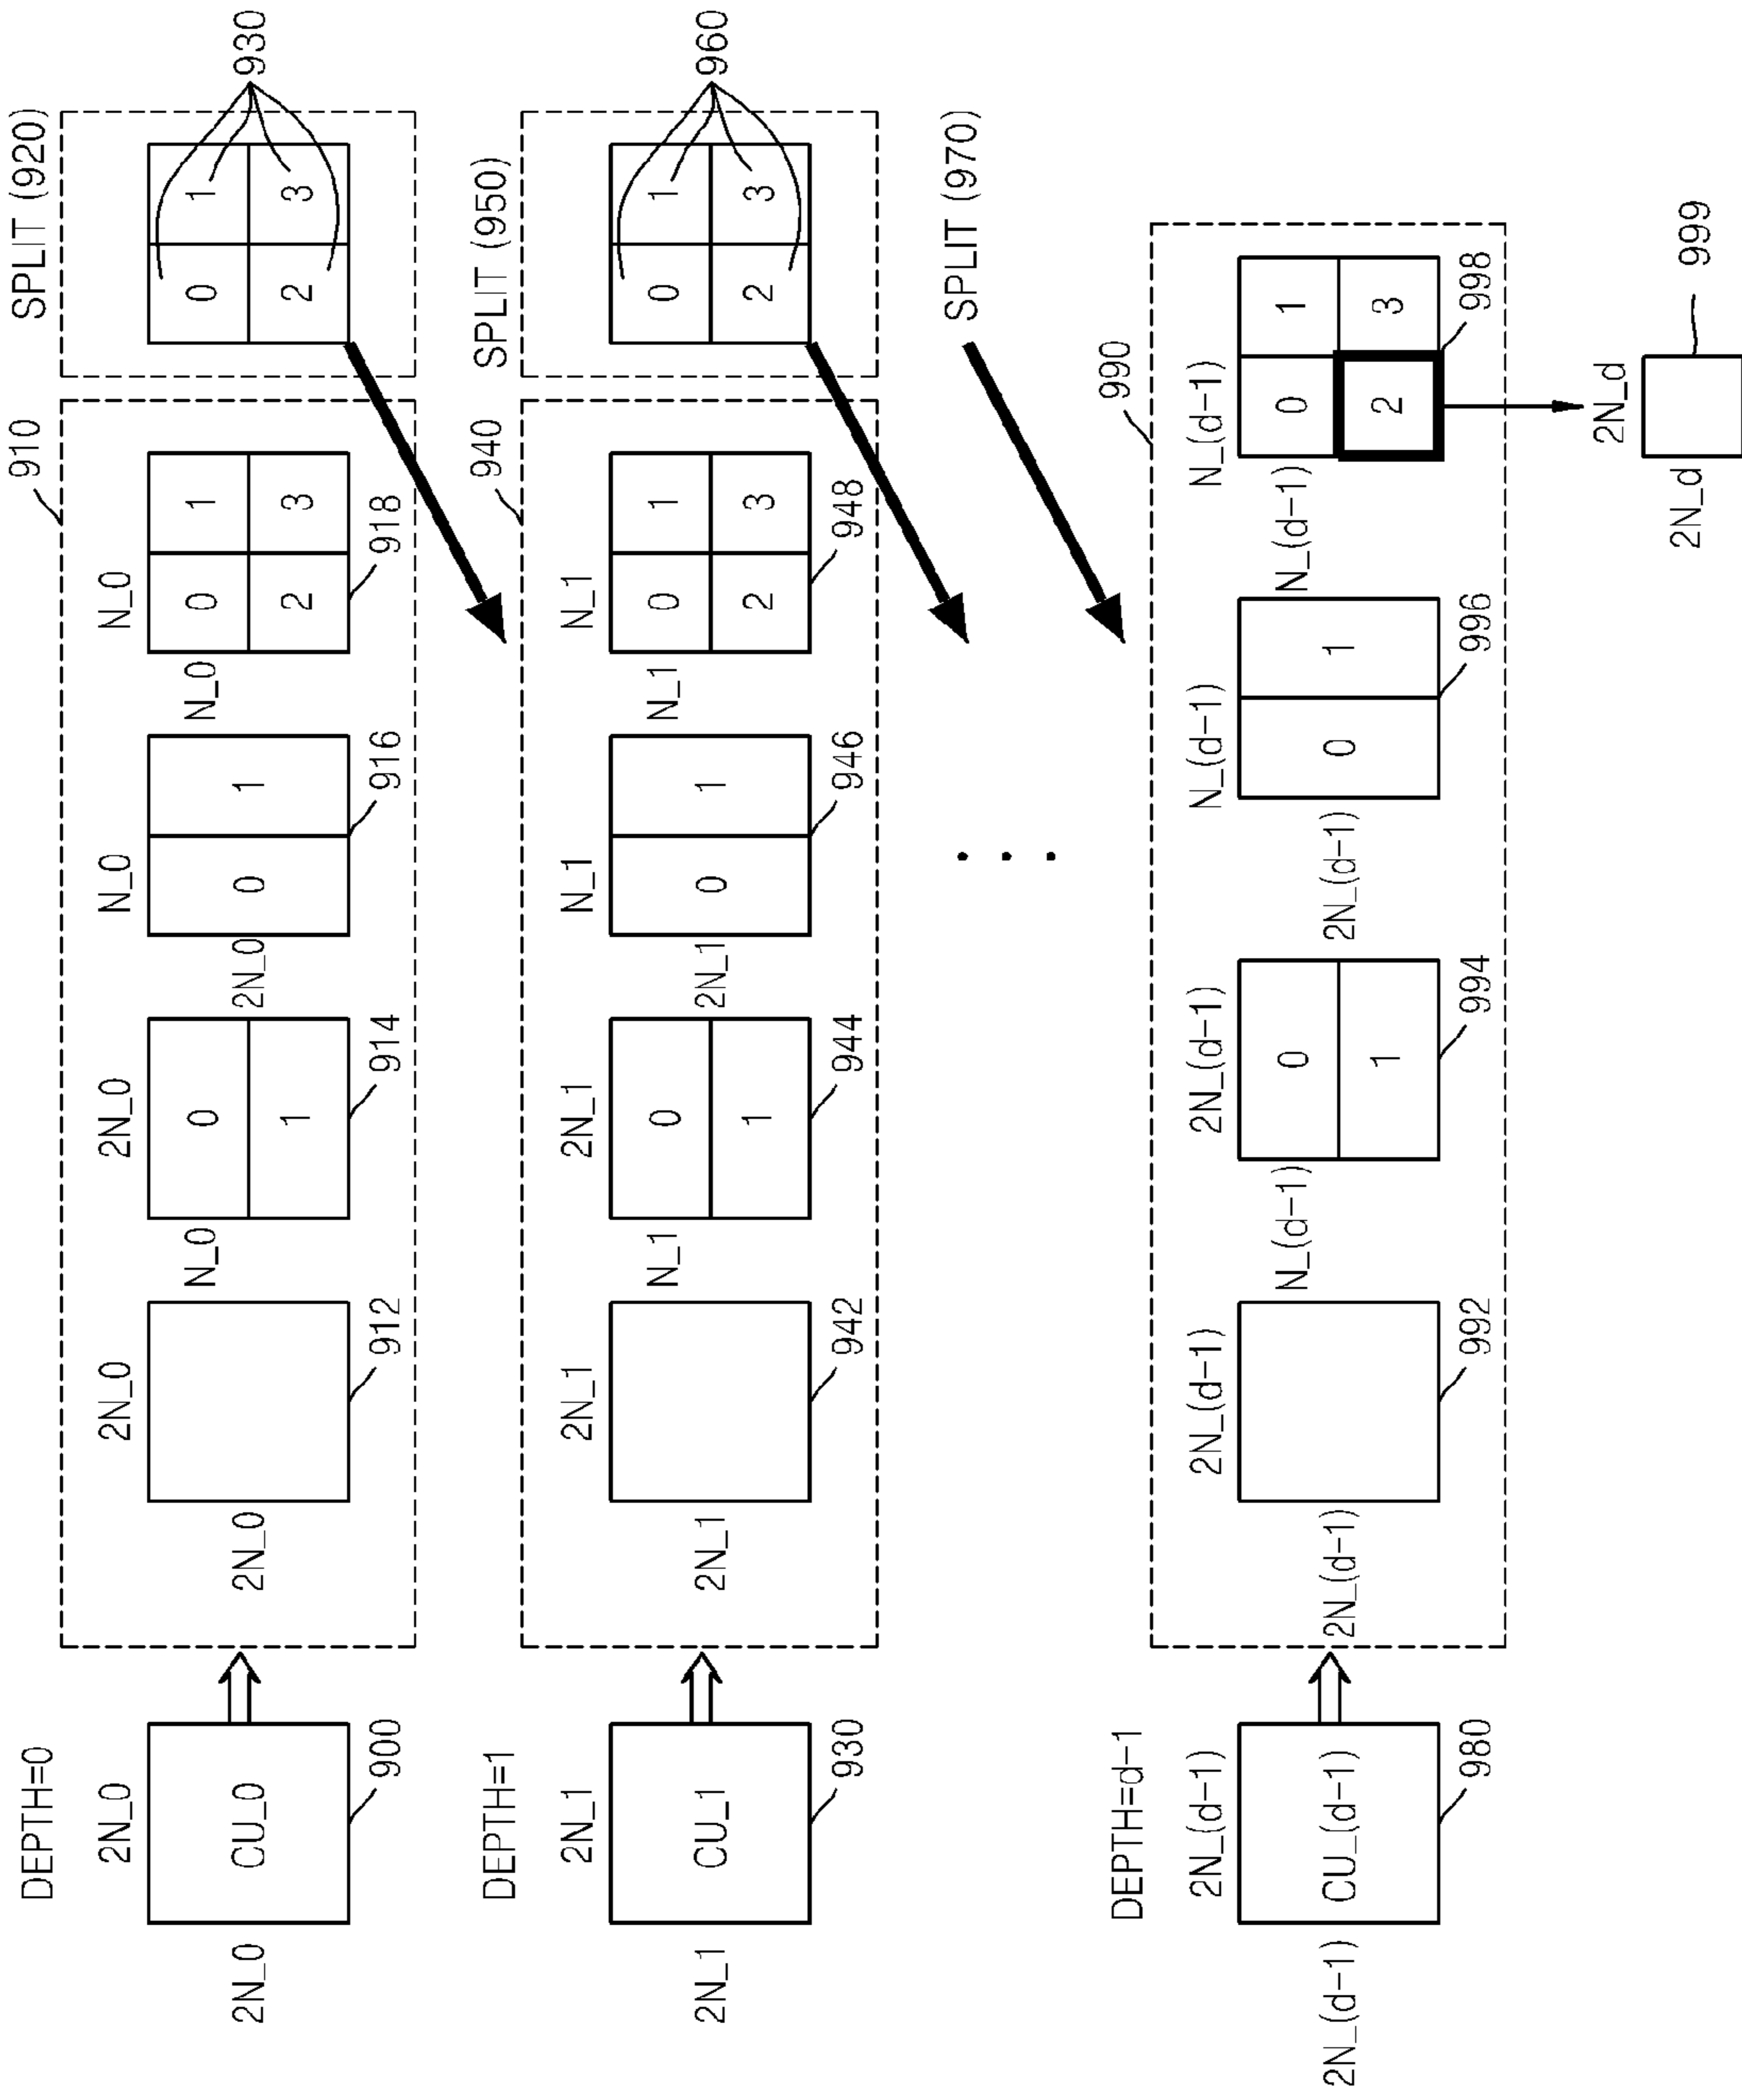 DEPTH=0
2N_0
2N_0
CU_0
900
910
2N_0
2N_0
912
2N_0
N_0
0
1
914
N_0
2N_0
0
1
916
N_0
N_0
0
1
2
3
918
SPLIT (920)
0
1
2
3
930
DEPTH=1
2N_1
2N_1
CU_1
930
940
2N_1
2N_1
942
2N_1
N_1
0
1
944
N_1
2N_1
0
1
946
N_1
N_1
0
1
2
3
948
SPLIT (950)
0
1
2
3
960
SPLIT (970)
DEPTH=d-1
2N_(d-1)
2N_(d-1)
CU_(d-1)
980
990
2N_(d-1)
2N_(d-1)
992
2N_(d-1)
N_(d-1)
0
1
994
N_(d-1)
2N_(d-1)
0
1
996
N_(d-1)
N_(d-1)
0
1
2
3
998
2N_d
2N_d
999